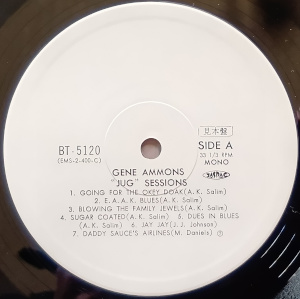 見本盤
BT-5120
(EMS-2-400-C)
SIDE A
33 1/3 RPM
MONO
GENE AMMONS
"JUG" SESSIONS
1. GOING FOR THE OKEY DOAK(A.K. Salim)
2. E.A.A.K. BLUES(A.K. Salim)
3. BLOWING THE FAMILY JEWELS(A.K. Salim)
4. SUGAR COATED(A.K. Salim) 5. DUES IN BLUES
(A.K. Salim) 6. JAY JAY(J.J. Johnson)
7. DADDY SAUCE'S AIRLINES(M. Daniels) Ⓟ